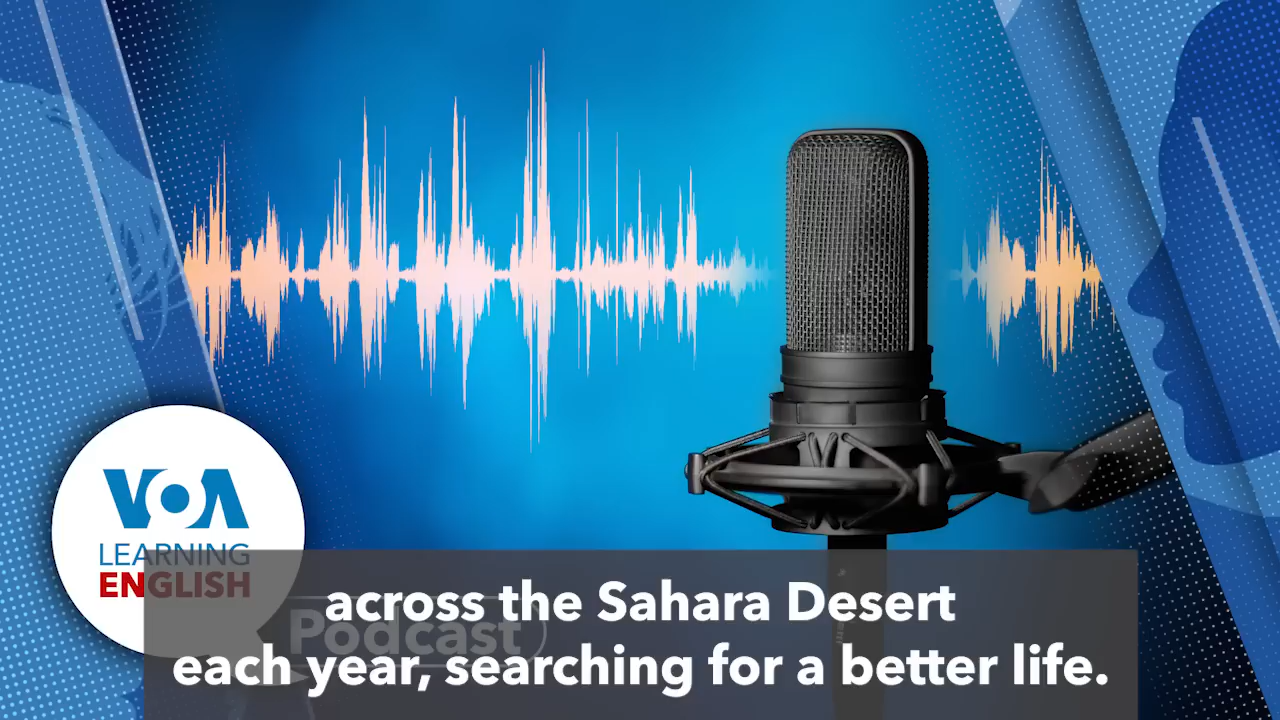 VOA
LEARNING
ENGLISH
Podcast
across the Sahara Desert
each year, searching for a better life.